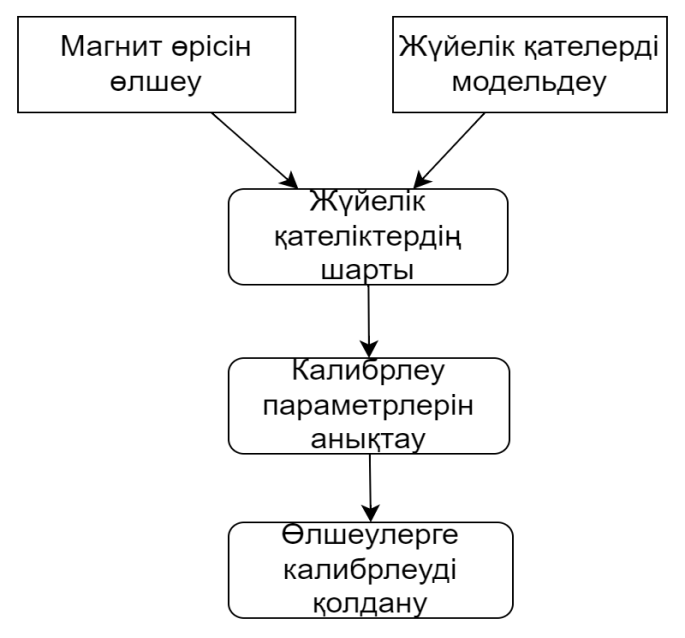 Магнит өрісін
өлшеу
Жүйелік қателерді
модельдеу
Жүйелік
қателіктердің
шарты
Калибрлеу
параметрлерін
анықтау
Өлшеулерге
калибрлеуді
қолдану